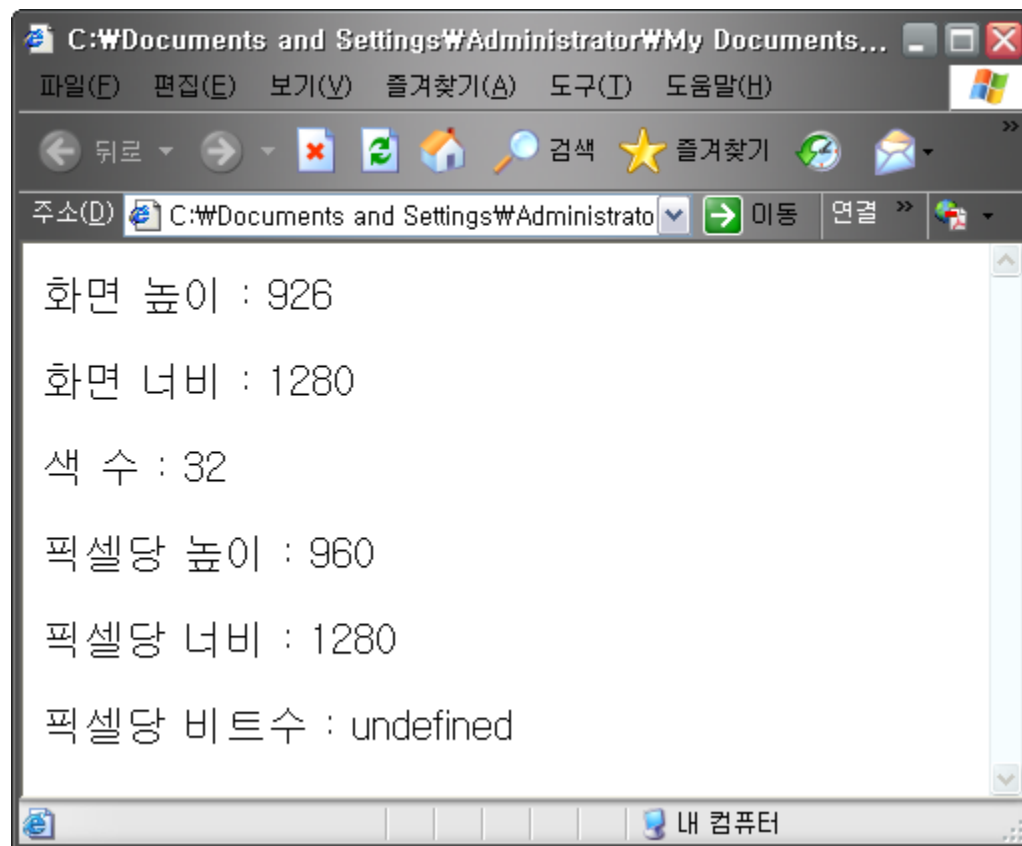 C:₩Documents and Settings₩Administrator₩My Documents...
파일(F) 편집(E) 보기(V) 즐겨찾기(A) 도구(T) 도움말(H)
뒤로 검색 즐겨찾기 »
주소(D) C:₩Documents and Settings₩Administrato 이동 연결 »
화면 높이 : 926
화면 너비 : 1280
색 수 : 32
픽셀당 높이 : 960
픽셀당 너비 : 1280
픽셀당 비트수 : undefined
내 컴퓨터